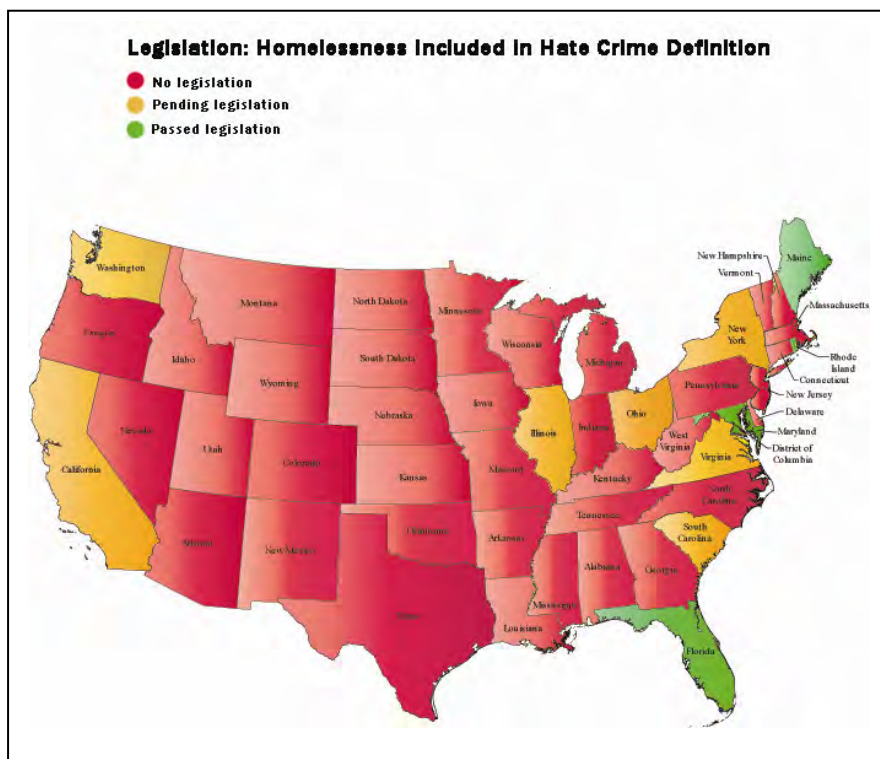 Legislation: Homelessness Included in Hate Crime Definition
No legislation
Pending legislation
Passed legislation
Washington
Montana
North Dakota
Minnesota
Maine
New Hampshire
Vermont
Massachusetts
Oregon
Idaho
Wyoming
South Dakota
Wisconsin
Michigan
New
York
Rhode
Island
Connecticut
Nevada
Utah
Colorado
Nebraska
Iowa
Illinois
Indiana
Ohio
Pennsylvania
New Jersey
Delaware
Maryland
District of
Columbia
California
Kansas
Missouri
Kentucky
West
Virginia
Virginia
Arizona
New Mexico
Oklahoma
Arkansas
Tennessee
North
Carolina
South
Carolina
Texas
Louisiana
Mississippi
Alabama
Georgia
Florida